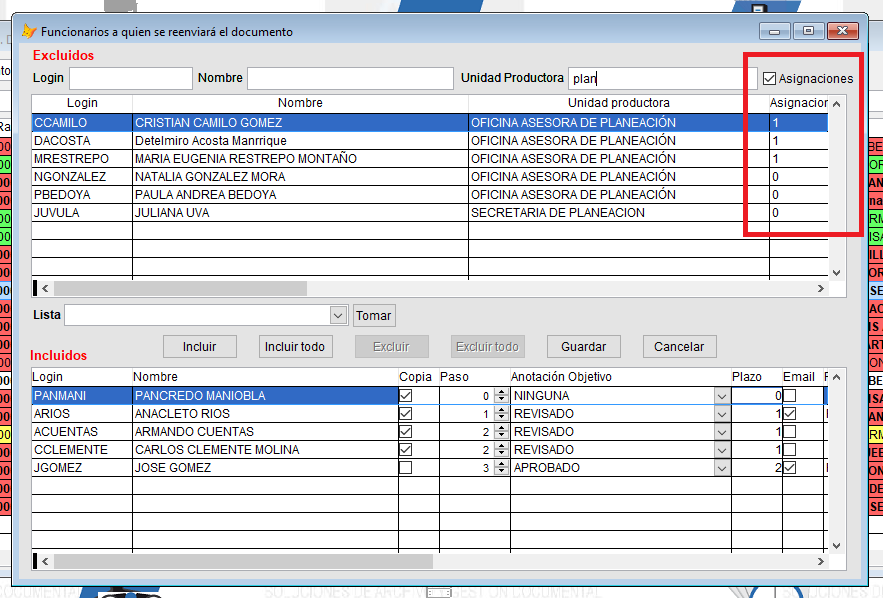 Funcionarios a quien se reenviará el documento
Excluidos
Login Nombre Unidad Productora plan Asignaciones
Login Nombre Unidad productora Asignacior
CCAMILO CRISTIAN CAMILO GOMEZ OFICINA ASESORA DE PLANEACIÓN 1
DACOSTA Detelmiro Acosta Manrrique OFICINA ASESORA DE PLANEACIÓN 1
MRESTREPO MARIA EUGENIA RESTREPO MONTAÑO OFICINA ASESORA DE PLANEACIÓN 1
NGONZALEZ NATALIA GONZALEZ MORA OFICINA ASESORA DE PLANEACIÓN 0
PBEDOYA PAULA ANDREA BEDOYA OFICINA ASESORA DE PLANEACIÓN 0
JUVULA JULIANA UVA SECRETARIA DE PLANEACION 0
Lista Tomar
Incluir Incluir todo Excluir Excluir todo Guardar Cancelar
Incluidos
Login Nombre Copia Paso Anotación Objetivo Plazo Email
PANMANI PANCREDO MANIOBLA 0 NINGUNA 0
ARIOS ANACLETO RIOS 1 REVISADO 1
ACUENTAS ARMANDO CUENTAS 2 REVISADO 1
CCLEMENTE CARLOS CLEMENTE MOLINA 2 REVISADO 1
JGOMEZ JOSE GOMEZ 3 APROBADO 2